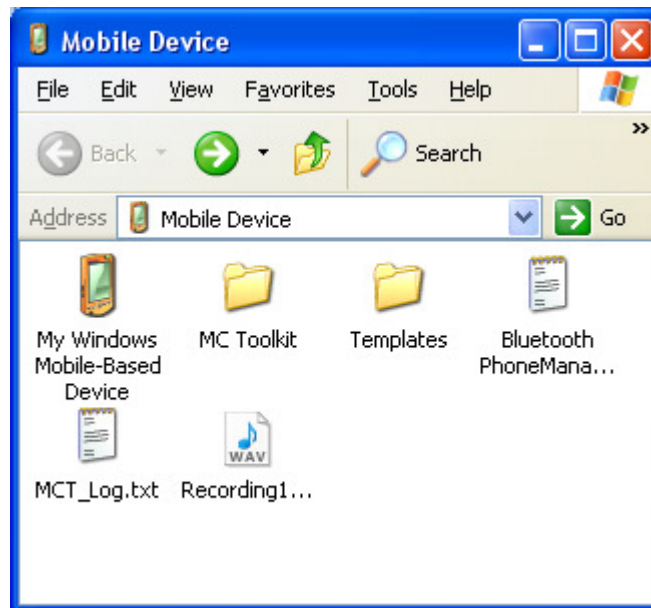 Mobile Device
File Edit View Favorites Tools Help
Back Search »
Address Mobile Device Go
My Windows Mobile-Based Device
MC Toolkit
Templates
Bluetooth PhoneMana...
MCT_Log.txt
WAV
Recording1...